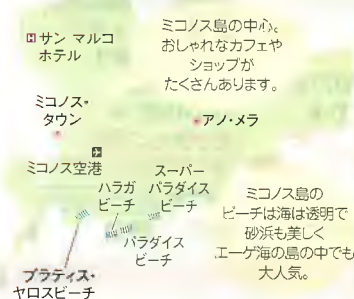 サン マルコ
ホテル
ミコノス島の中心。
おしゃれなカフェや
ショップが
たくさんあります。
ミコノス・
タウン
アノ・メラ
ミコノス空港
スーパー
パラダイス
ビーチ
ハラガ
ビーチ
パラダイス
ビーチ
プラティス・
ヤロスビーチ
ミコノス島の
ビーチは海は透明で
砂浜も美しく
エーゲ海の島の中でも
大人気。